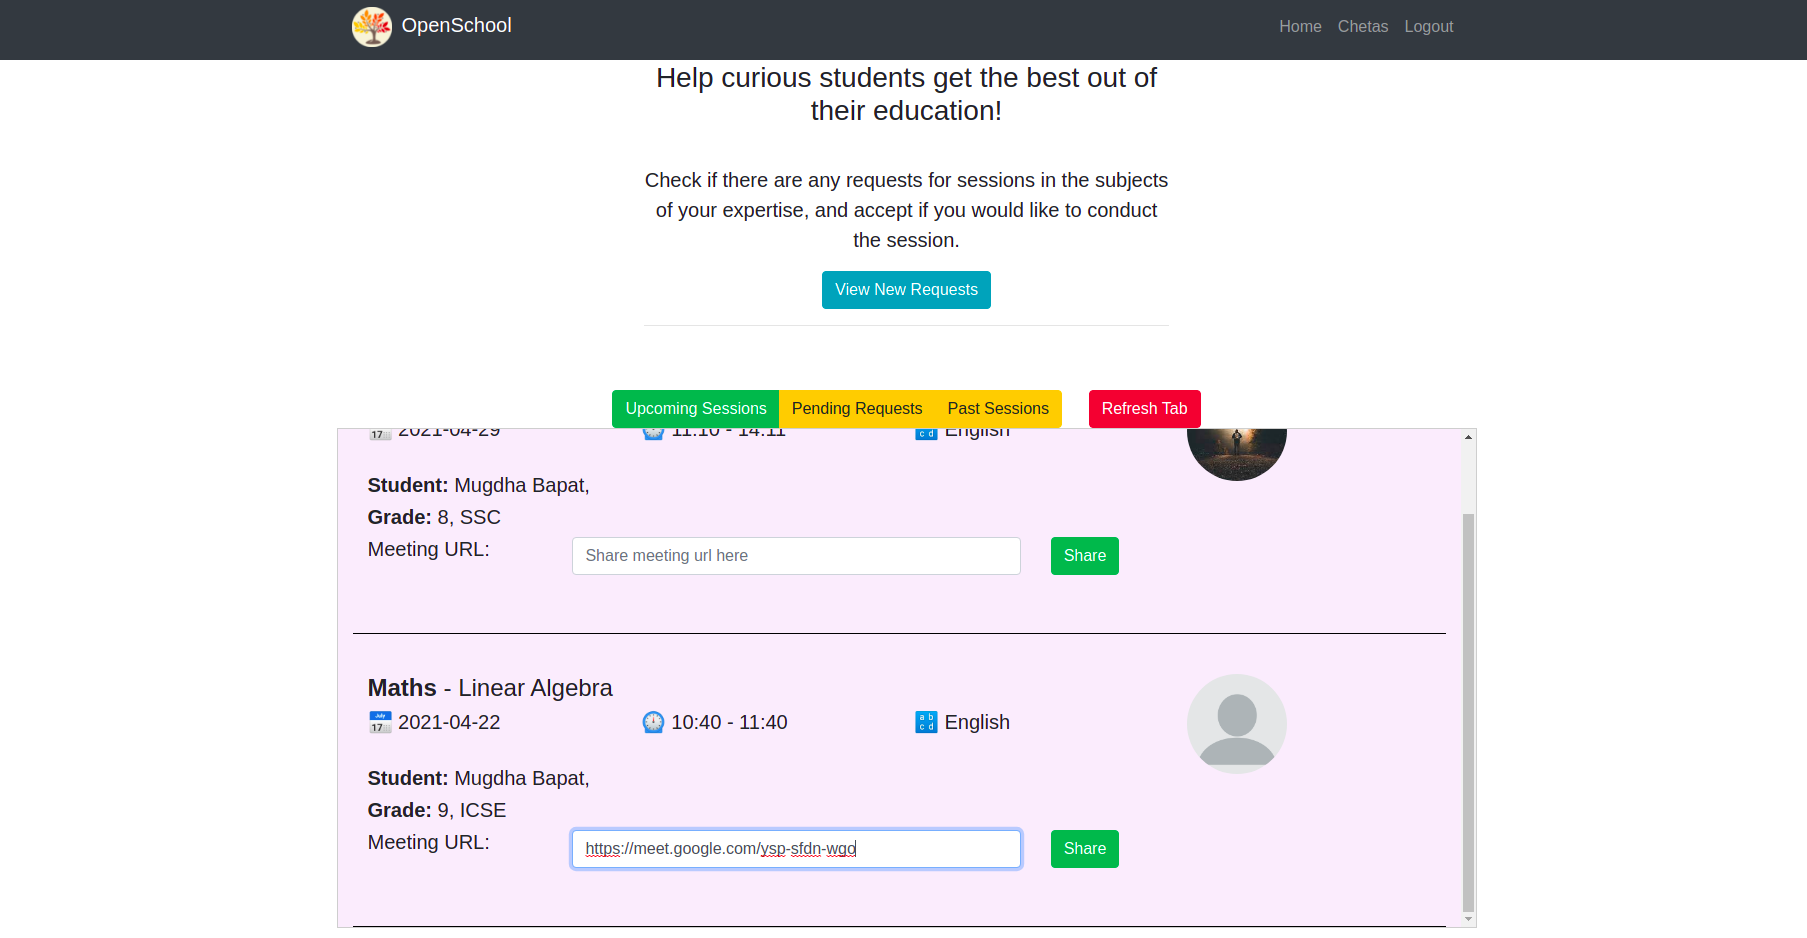 OpenSchool
Home Chetas Logout
Help curious students get the best out of
their education!
Check if there are any requests for sessions in the subjects
of your expertise, and accept if you would like to conduct
the session.
View New Requests
Upcoming Sessions Pending Requests Past Sessions Refresh Tab
2021-04-29 11:10 - 14:11 English
Student: Mugdha Bapat,
Grade: 8, SSC
Meeting URL: Share meeting url here Share
Maths - Linear Algebra
2021-04-22 10:40 - 11:40 English
Student: Mugdha Bapat,
Grade: 9, ICSE
Meeting URL: https://meet.google.com/ysp-sfdn-wgo Share